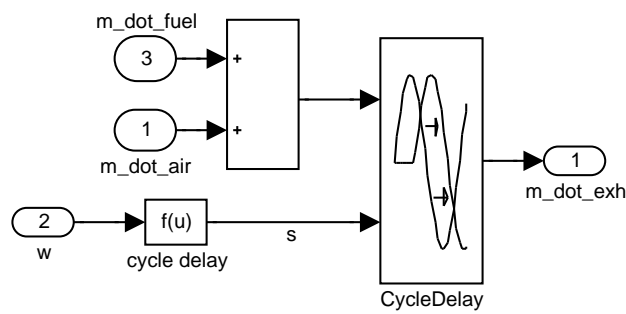 m_dot_fuel
3
+
1
+
m_dot_air
2
w
f(u)
cycle delay
s
CycleDelay
1
m_dot_exh